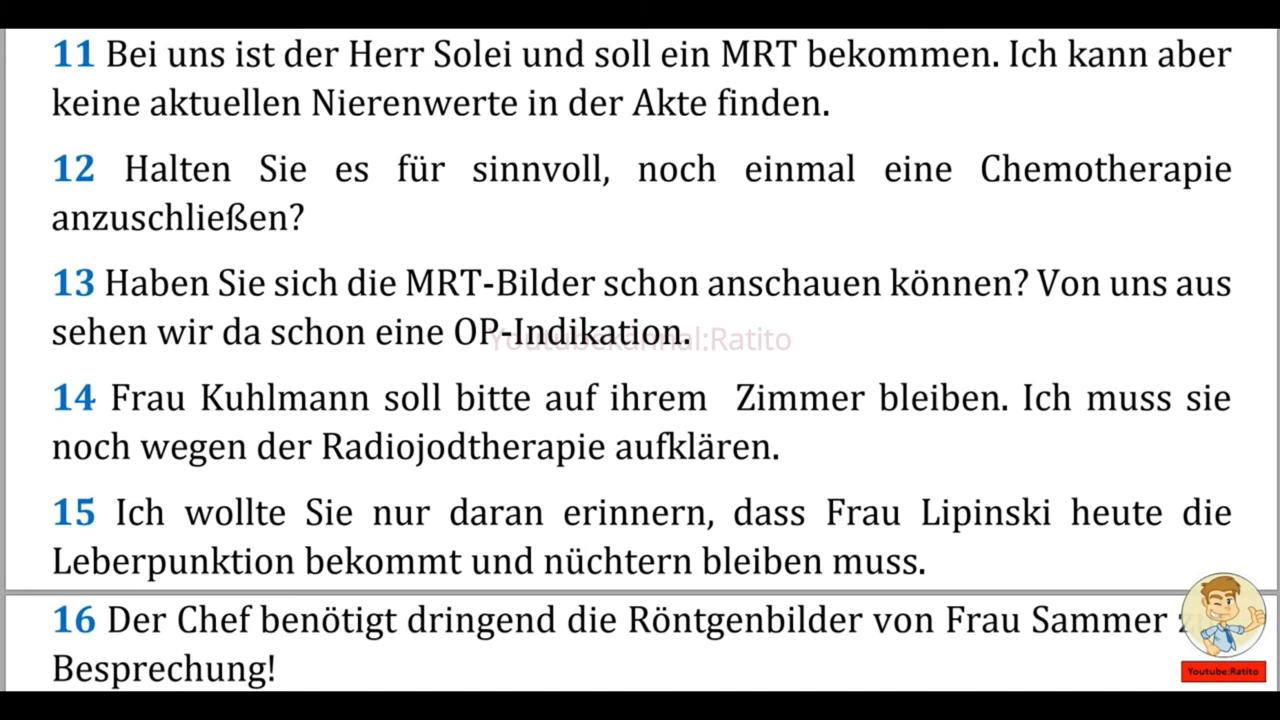 11 Bei uns ist der Herr Solei und soll ein MRT bekommen. Ich kann aber
keine aktuellen Nierenwerte in der Akte finden.
12 Halten Sie es für sinnvoll, noch einmal eine Chemotherapie
anzuschließen?
13 Haben Sie sich die MRT-Bilder schon anschauen können? Von uns aus
sehen wir da schon eine OP-Indikation.
Youtubekannal:Ratito
14 Frau Kuhlmann soll bitte auf ihrem Zimmer bleiben. Ich muss sie
noch wegen der Radiojodtherapie aufklären.
15 Ich wollte Sie nur daran erinnern, dass Frau Lipinski heute die
Leberpunktion bekommt und nüchtern bleiben muss.
16 Der Chef benötigt dringend die Röntgenbilder von Frau Sammer
Besprechung!
Youtube:Ratito